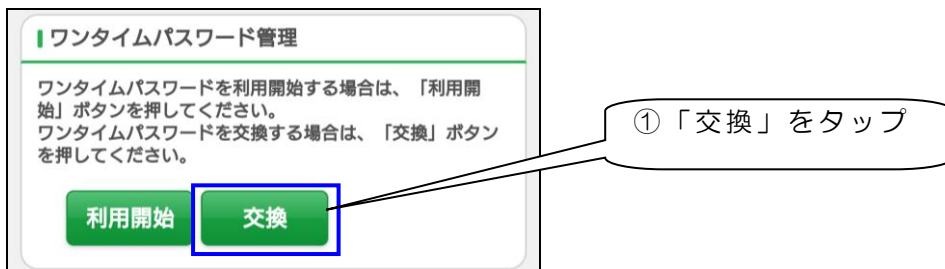 ワンタイムパスワード管理
ワンタイムパスワードを利用開始する場合は、「利用開
始」ボタンを押してください。
ワンタイムパスワードを交換する場合は、「交換」ボタン
を押してください。
①「交換」をタップ
利用開始 交換